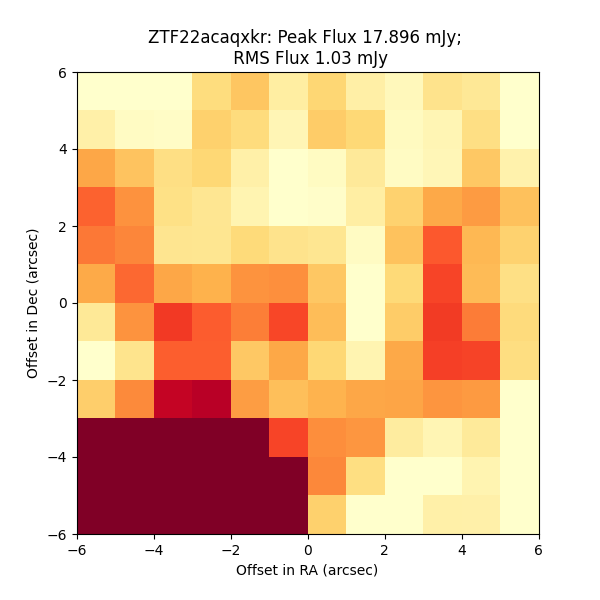 ZTF22acaqxkr: Peak Flux 17.896 mJy;
RMS Flux 1.03 mJy
6
4
2
0
−2
−4
−6
Offset in Dec (arcsec)
−6 −4 −2 0 2 4 6
Offset in RA (arcsec)